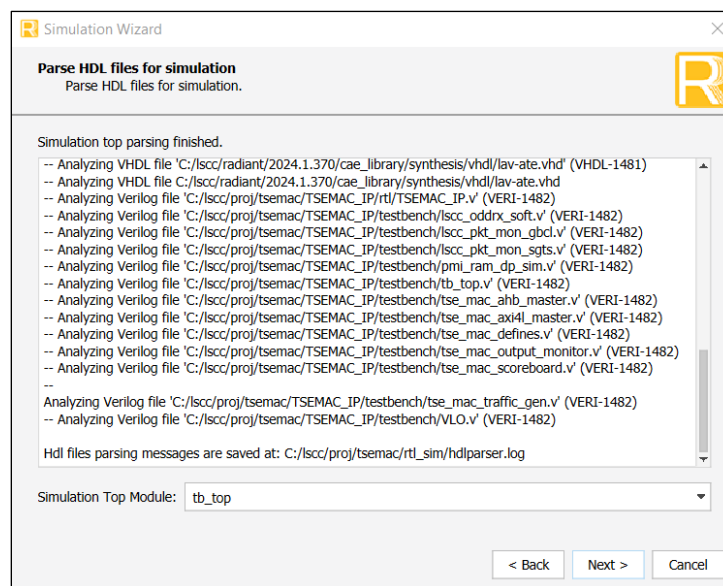 Simulation Wizard
Parse HDL files for simulation
Parse HDL files for simulation.
Simulation top parsing finished.
-- Analyzing VHDL file 'C:/lscc/radiant/2024.1.370/cae_library/synthesis/vhdl/lav-ate.vhd' (VHDL-1481)
-- Analyzing VHDL file C:/lscc/radiant/2024.1.370/cae_library/synthesis/vhdl/lav-ate.vhd
-- Analyzing Verilog file 'C:/lscc/proj/tsemac/TSEMAC_IP/rtl/TSEMAC_IP.v' (VERI-1482)
-- Analyzing Verilog file 'C:/lscc/proj/tsemac/TSEMAC_IP/testbench/lscc_oddrx_soft.v' (VERI-1482)
-- Analyzing Verilog file 'C:/lscc/proj/tsemac/TSEMAC_IP/testbench/lscc_pkt_mon_gbcl.v' (VERI-1482)
-- Analyzing Verilog file 'C:/lscc/proj/tsemac/TSEMAC_IP/testbench/lscc_pkt_mon_sgts.v' (VERI-1482)
-- Analyzing Verilog file 'C:/lscc/proj/tsemac/TSEMAC_IP/testbench/pmi_ram_dp_sim.v' (VERI-1482)
-- Analyzing Verilog file 'C:/lscc/proj/tsemac/TSEMAC_IP/testbench/tb_top.v' (VERI-1482)
-- Analyzing Verilog file 'C:/lscc/proj/tsemac/TSEMAC_IP/testbench/tse_mac_ahb_master.v' (VERI-1482)
-- Analyzing Verilog file 'C:/lscc/proj/tsemac/TSEMAC_IP/testbench/tse_mac_axi4l_master.v' (VERI-1482)
-- Analyzing Verilog file 'C:/lscc/proj/tsemac/TSEMAC_IP/testbench/tse_mac_defines.v' (VERI-1482)
-- Analyzing Verilog file 'C:/lscc/proj/tsemac/TSEMAC_IP/testbench/tse_mac_output_monitor.v' (VERI-1482)
-- Analyzing Verilog file 'C:/lscc/proj/tsemac/TSEMAC_IP/testbench/tse_mac_scoreboard.v' (VERI-1482)
--
Analyzing Verilog file 'C:/lscc/proj/tsemac/TSEMAC_IP/testbench/tse_mac_traffic_gen.v' (VERI-1482)
-- Analyzing Verilog file 'C:/lscc/proj/tsemac/TSEMAC_IP/testbench/VLO.v' (VERI-1482)
Hdl files parsing messages are saved at: C:/lscc/proj/tsemac/rtl_sim/hdlparser.log
Simulation Top Module: tb_top
< Back Next > Cancel